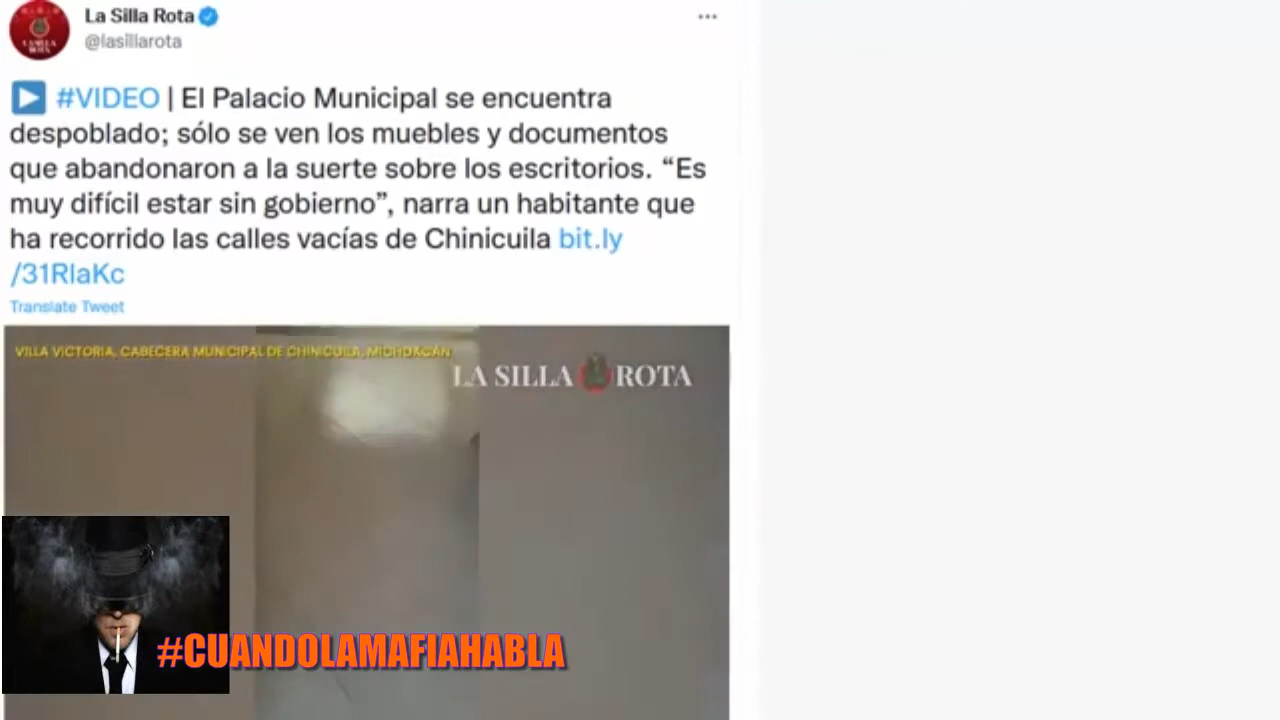 La Silla Rota
@lasillarota
#VIDEO | El Palacio Municipal se encuentra
despoblado; sólo se ven los muebles y documentos
que abandonaron a la suerte sobre los escritorios. “Es
muy difícil estar sin gobierno”, narra un habitante que
ha recorrido las calles vacías de Chinicuila bit.ly
/31RlaKc
Translate Tweet
VILLA VICTORIA, CABECERA MUNICIPAL DE CHINICUILA, MICHOACÁN
LA SILLA ROTA
#CUANDOLAMAFIAHABLA